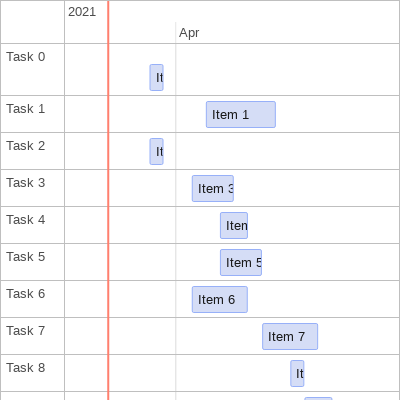 2021
Apr
Task 0
It
Task 1
Item 1
Task 2
It
Task 3
Item 3
Task 4
Item
Task 5
Item 5
Task 6
Item 6
Task 7
Item 7
Task 8
It